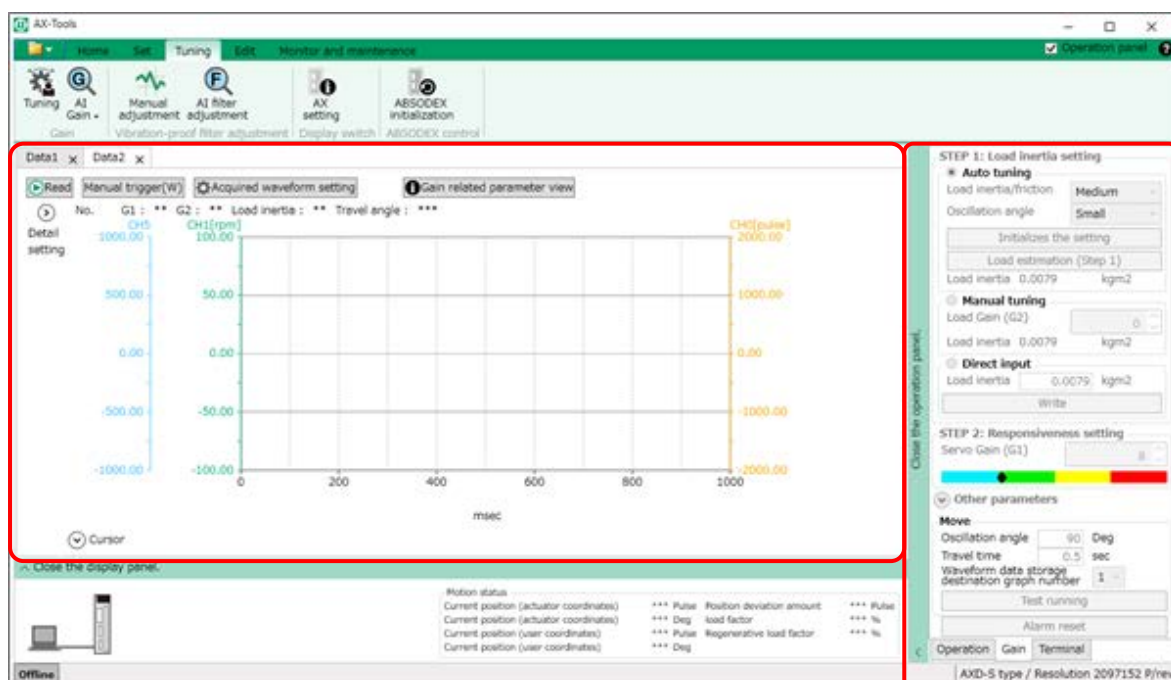 AX-Tools
Home Set Tuning Edit Monitor and maintenance
Operation panel
Tuning
AI Gain
Manual adjustment
AI filter adjustment
AX setting
ABSODEX initialization
Gain
Vibration-proof filter adjustment
Display switch
ABSODEX control
Data1 x Data2 x
Read Manual trigger(W) Acquired waveform setting Gain related parameter view
No. G1 : ** G2 : ** Load inertia : ** Travel angle : ***
Detail setting
CH5 CH1[rpm] CH0[pulse]
1000.00 100.00 2000.00
500.00 50.00 1000.00
0.00 0.00 0.00
-500.00 -50.00 -1000.00
-1000.00 -100.00 -2000.00
0 200 400 600 800 1000
msec
Cursor
Close the display panel.
Motion status
Current position (actuator coordinates) *** Pulse Position deviation amount *** Pulse
Current position (actuator coordinates) *** Deg load factor *** %
Current position (user coordinates) *** Pulse Regenerative load factor *** %
Current position (user coordinates) *** Deg
Offline
Close the operation panel.
STEP 1: Load inertia setting
Auto tuning
Load inertia/friction Medium
Oscillation angle Small
Initializes the setting
Load estimation (Step 1)
Load inertia 0.0079 kgm2
Manual tuning
Load Gain (G2) 0
Load inertia 0.0079 kgm2
Direct input
Load inertia 0.0079 kgm2
Write
STEP 2: Responsiveness setting
Servo Gain (G1) 8
Other parameters
Move
Oscillation angle 90 Deg
Travel time 0.5 sec
Waveform data storage
destination graph number 1
Test running
Alarm reset
Operation Gain Terminal
AXD-S type / Resolution 2097152 P/rev